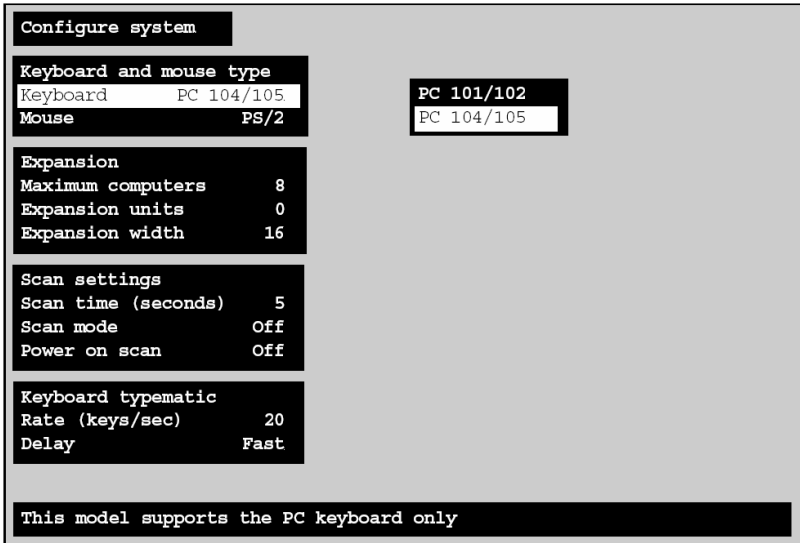 Configure system
Keyboard and mouse type
Keyboard PC 104/105
Mouse PS/2
PC 101/102
PC 104/105
Expansion
Maximum computers 8
Expansion units 0
Expansion width 16
Scan settings
Scan time (seconds) 5
Scan mode Off
Power on scan Off
Keyboard typematic
Rate (keys/sec) 20
Delay Fast
This model supports the PC keyboard only